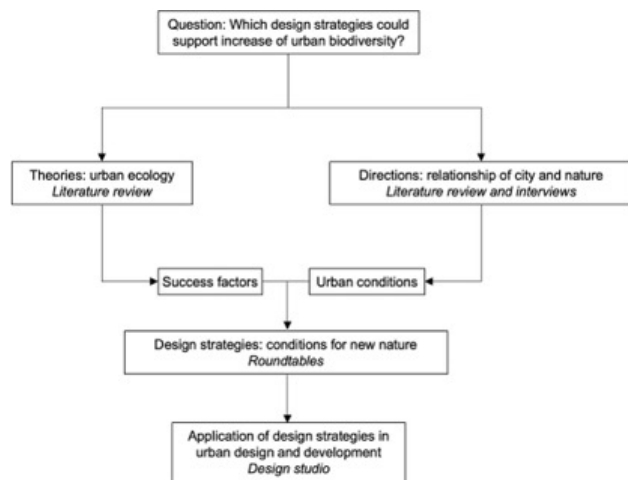 Question: Which design strategies could
support increase of urban biodiversity?
Theories: urban ecology
Literature review
Directions: relationship of city and nature
Literature review and interviews
Success factors
Urban conditions
Design strategies: conditions for new nature
Roundtables
Application of design strategies in
urban design and development
Design studio